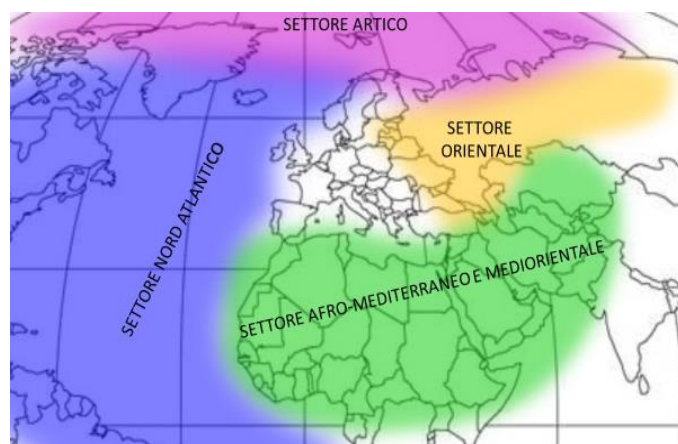 SETTORE ARTICO
SETTORE
ORIENTALE
SETTORE NORD ATLANTICO
SETTORE AFRO-MEDITERRANEO E MEDIORIENTALE